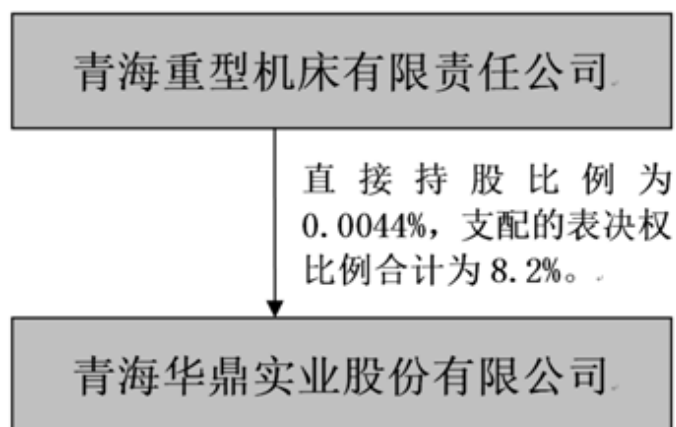 青海重型机床有限责任公司
直接持股比例为
0.0044%，支配的表决权
比例合计为 8.2%。
青海华鼎实业股份有限公司